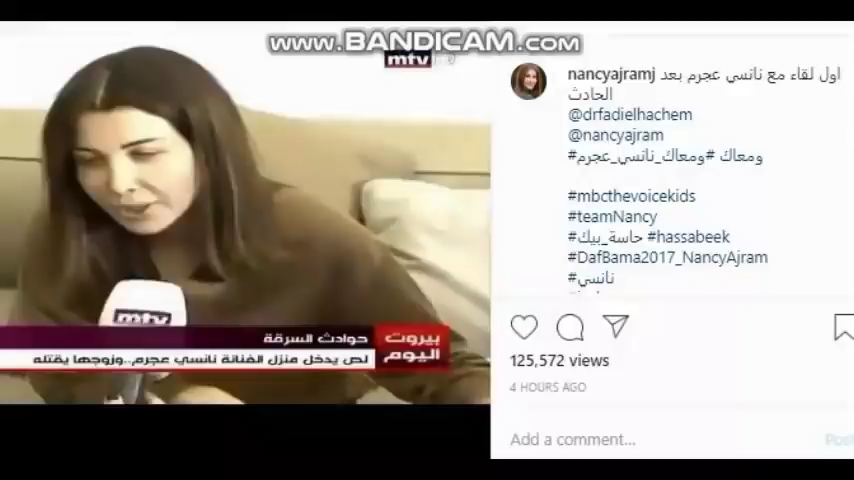 www.BANDICAM.com
mtv
nancyajramj اول لقاء مع نانسي عجرم بعد
الحادث
@drfadielhachem
@nancyajram
#ومعاك_نانسي_عجرم# ومعاك
#mbcthevoicekids
#teamNancy
#حاسة_بيك #hassabeek
#DafBama2017_NancyAjram
#نانسي
mtv
حوادث السرقة
بيروت
اليوم
لص يدخل منزل الفنانة نانسي عجرم..وزوجها يقتله
125,572 views
4 HOURS AGO
Add a comment...
Post